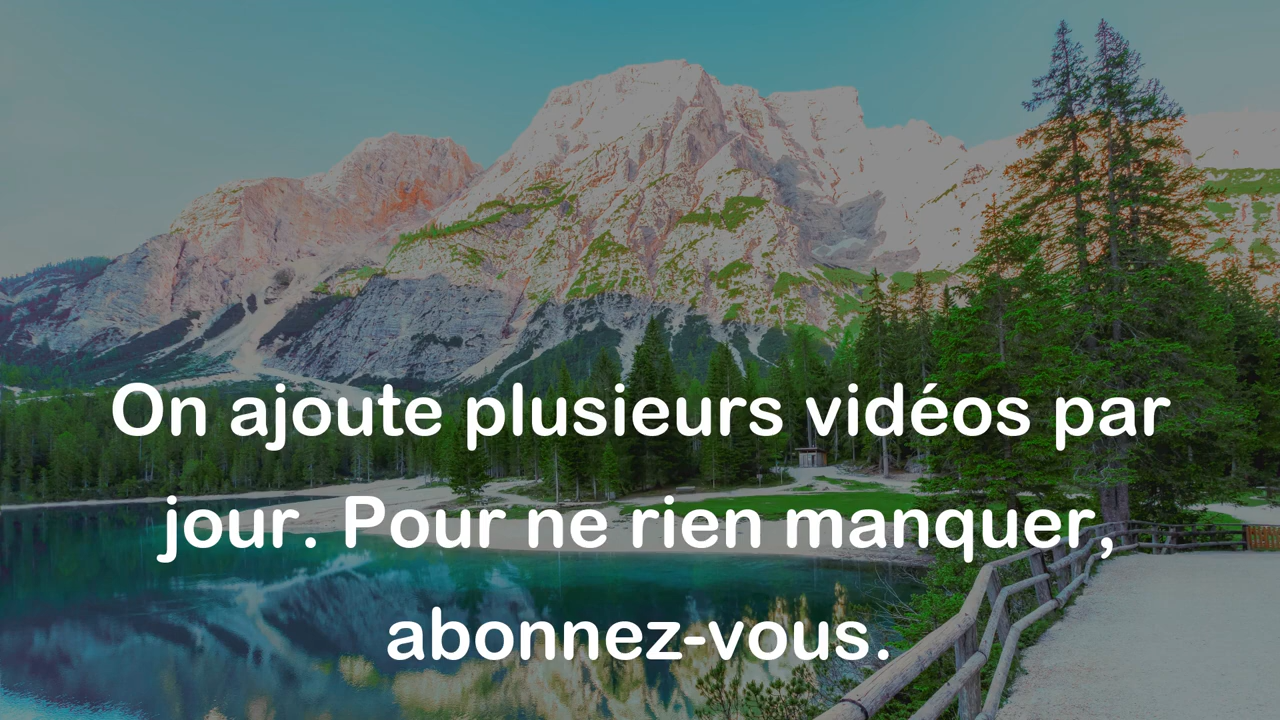 On ajoute plusieurs vidéos par
jour. Pour ne rien manquer,
abonnez-vous.